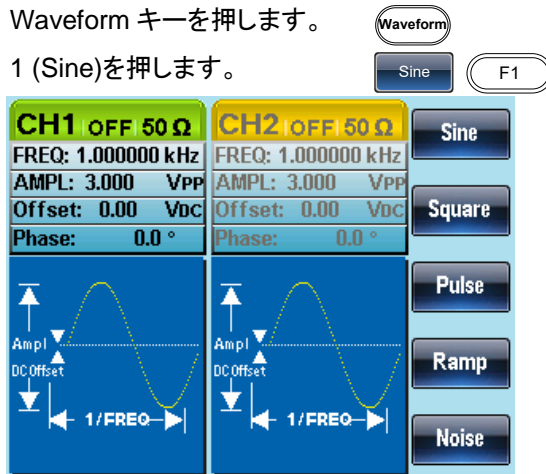 Waveform キーを押します。 Waveform
1 (Sine)を押します。 Sine F1
CH1 OFF 50 Ω CH2 OFF 50 Ω Sine
FREQ: 1.000000 kHz FREQ: 1.000000 kHz
AMPL: 3.000 VPP AMPL: 3.000 VPP
Offset: 0.00 VDC Offset: 0.00 VDC Square
Phase: 0.0 ° Phase: 0.0 °
Pulse
Ampl Ampl
DC Offset DC Offset Ramp
1/FREQ 1/FREQ
Noise